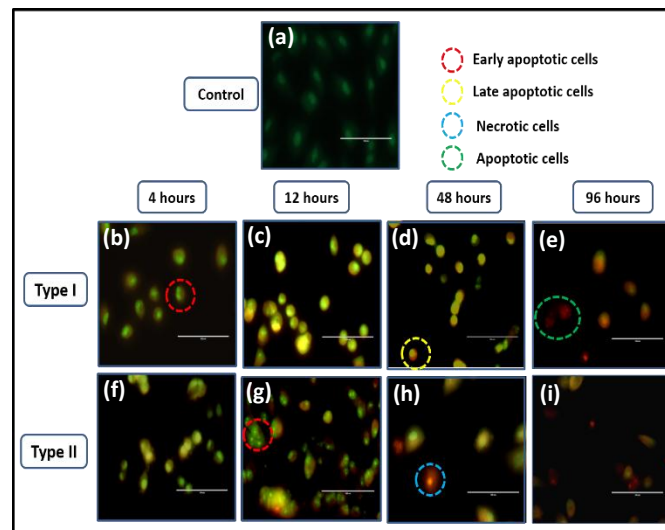 (a)
Control
Early apoptotic cells
Late apoptotic cells
Necrotic cells
Apoptotic cells
4 hours
12 hours
48 hours
96 hours
Type I
(b)
(c)
(d)
(e)
Type II
(f)
(g)
(h)
(i)